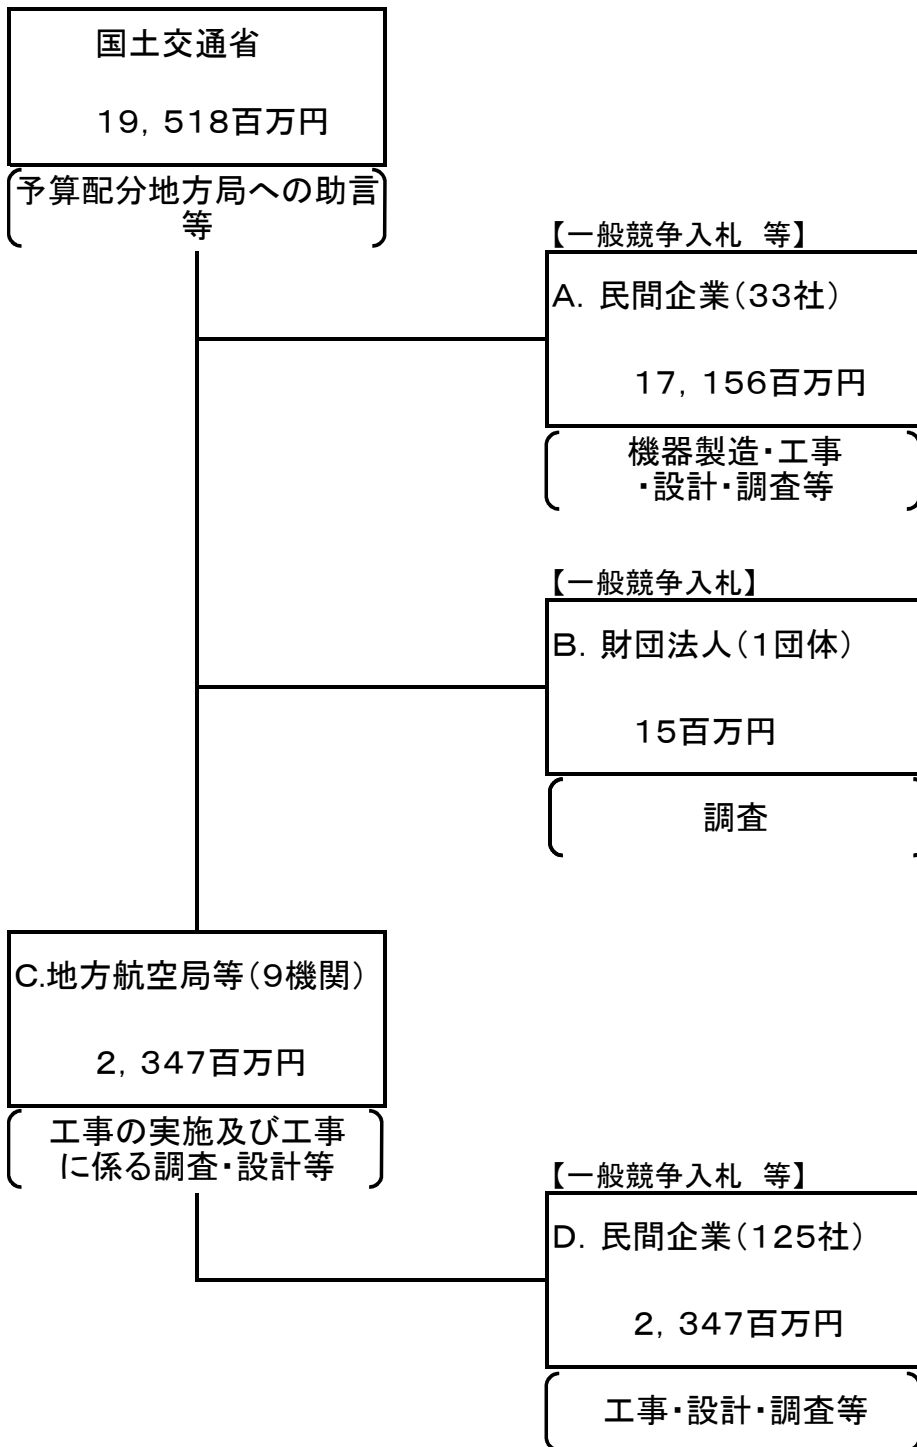 国土交通省
19，518百万円
予算配分地方局への助言
等
【一般競争入札　等】
A．民間企業（33社）
17，156百万円
機器製造・工事
・設計・調査等
【一般競争入札】
B．財団法人（1団体）
15百万円
調査
C.地方航空局等（9機関）
2，347百万円
工事の実施及び工事
に係る調査・設計等
【一般競争入札　等】
D．民間企業（125社）
2，347百万円
工事・設計・調査等